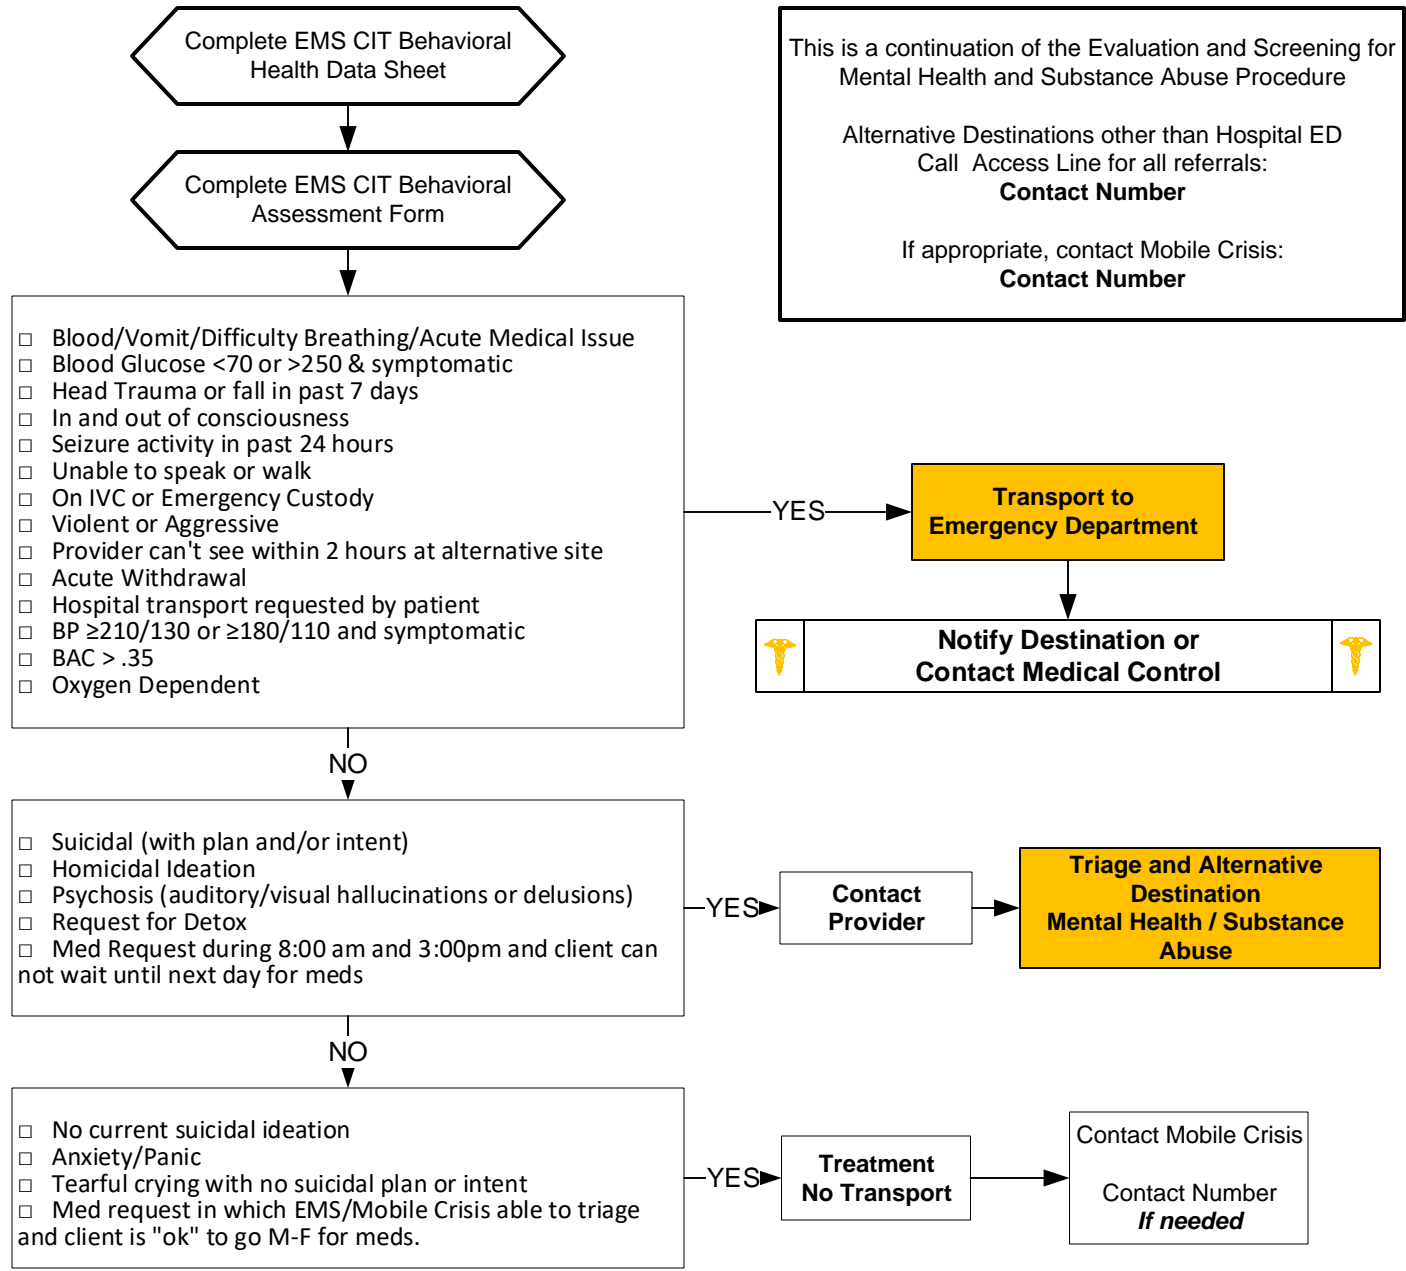 Complete EMS CIT Behavioral
Health Data Sheet
This is a continuation of the Evaluation and Screening for
Mental Health and Substance Abuse Procedure
Alternative Destinations other than Hospital ED
Call  Access Line for all referrals:
Contact Number
If appropriate, contact Mobile Crisis:
Contact Number
Complete EMS CIT Behavioral
Assessment Form
□ Blood/Vomit/Difficulty Breathing/Acute Medical Issue
□ Blood Glucose <70 or >250 & symptomatic
□ Head Trauma or fall in past 7 days
□ In and out of consciousness
□ Seizure activity in past 24 hours
□ Unable to speak or walk
□ On IVC or Emergency Custody
□ Violent or Aggressive
□ Provider can't see within 2 hours at alternative site
□ Acute Withdrawal
□ Hospital transport requested by patient
□ BP ≥210/130 or ≥180/110 and symptomatic
□ BAC > .35
□ Oxygen Dependent
YES
Transport to
Emergency Department
Notify Destination or
Contact Medical Control
NO
□ Suicidal (with plan and/or intent)
□ Homicidal Ideation
□ Psychosis (auditory/visual hallucinations or delusions)
□ Request for Detox
□ Med Request during 8:00 am and 3:00pm and client can
not wait until next day for meds
YES
Contact
Provider
Triage and Alternative
Destination
Mental Health / Substance
Abuse
NO
□ No current suicidal ideation
□ Anxiety/Panic
□ Tearful crying with no suicidal plan or intent
□ Med request in which EMS/Mobile Crisis able to triage
and client is "ok" to go M-F for meds.
YES
Treatment
No Transport
Contact Mobile Crisis
Contact Number
If needed